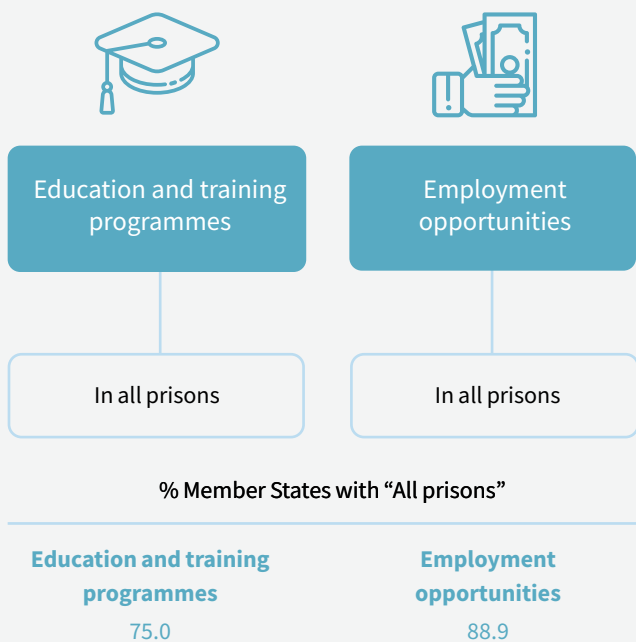 Education and training
programmes
Employment
opportunities
In all prisons
In all prisons
% Member States with “All prisons”
Education and training
programmes
Employment
opportunities
75.0
88.9